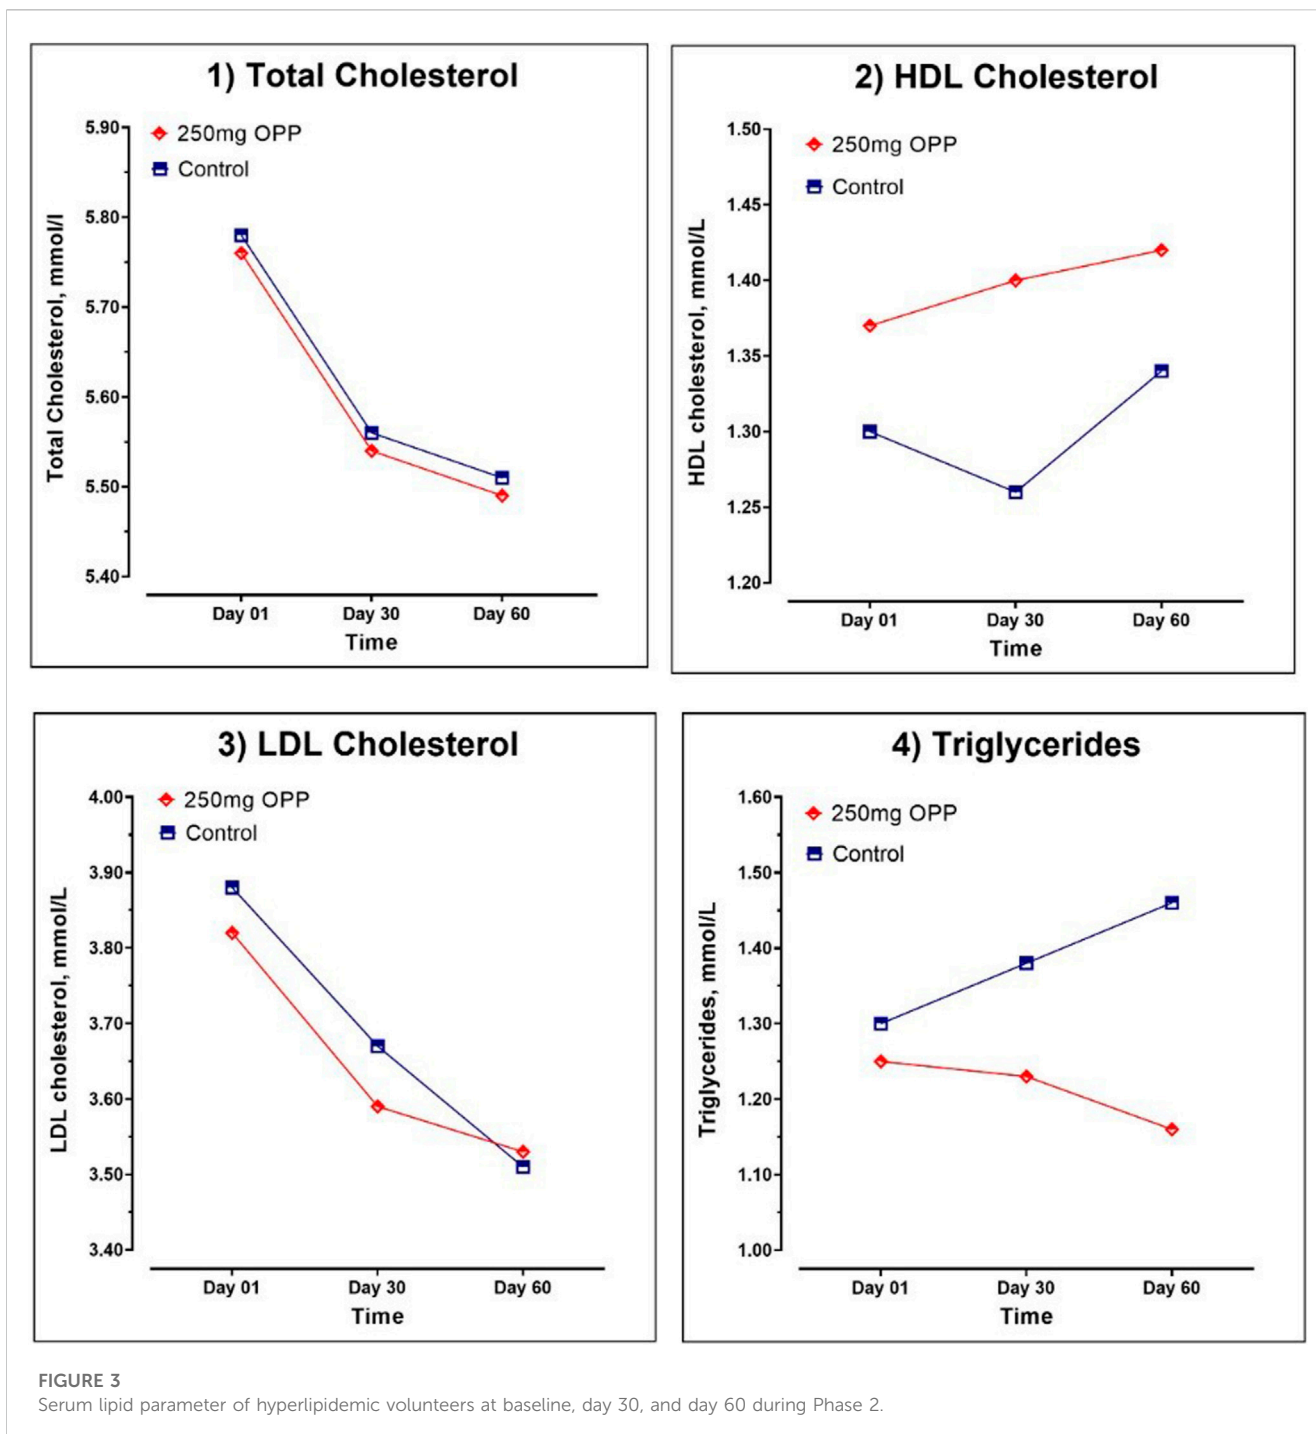 1) Total Cholesterol
250mg OPP
Control
Total Cholesterol, mmol/l
5.90
5.80
5.70
5.60
5.50
5.40
Day 01 Day 30 Day 60
Time
2) HDL Cholesterol
250mg OPP
Control
HDL cholesterol, mmol/L
1.50
1.45
1.40
1.35
1.30
1.25
1.20
Day 01 Day 30 Day 60
Time
3) LDL Cholesterol
250mg OPP
Control
LDL cholesterol, mmol/L
4.00
3.90
3.80
3.70
3.60
3.50
3.40
Day 01 Day 30 Day 60
Time
4) Triglycerides
250mg OPP
Control
Triglycerides, mmol/L
1.60
1.50
1.40
1.30
1.20
1.10
1.00
Day 01 Day 30 Day 60
Time
FIGURE 3
Serum lipid parameter of hyperlipidemic volunteers at baseline, day 30, and day 60 during Phase 2.